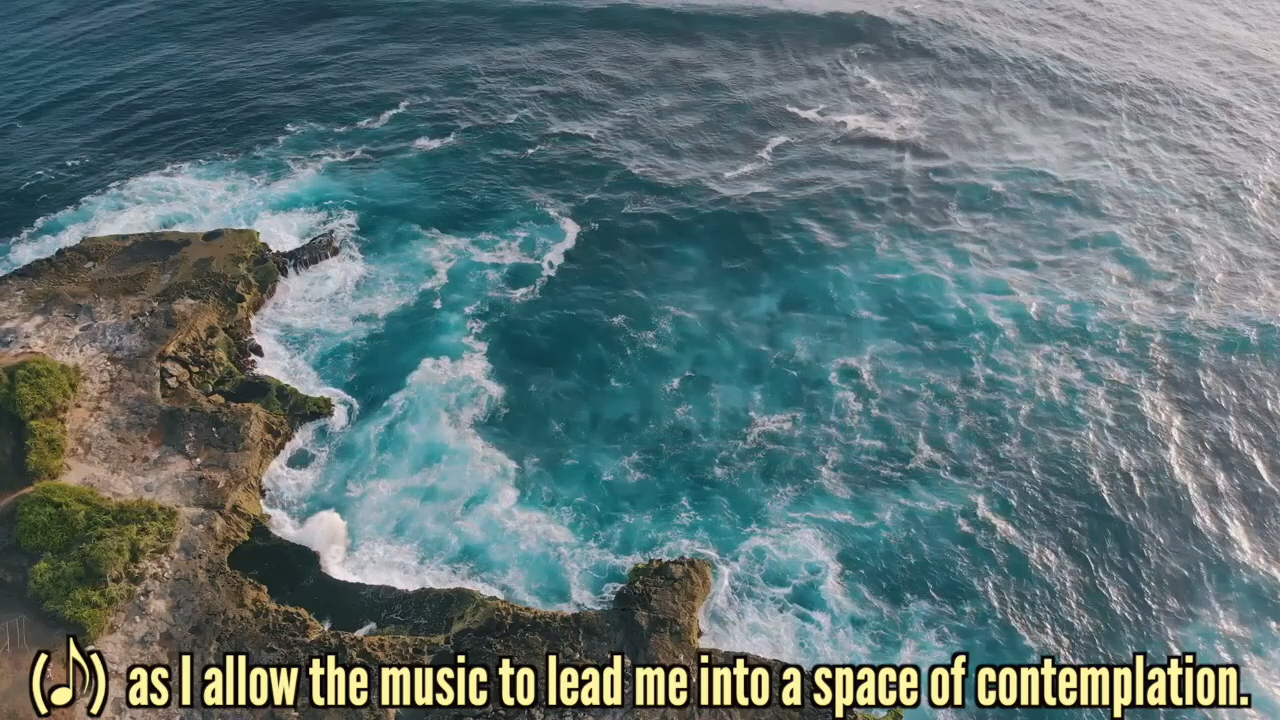 (♪) as I allow the music to lead me into a space of contemplation.